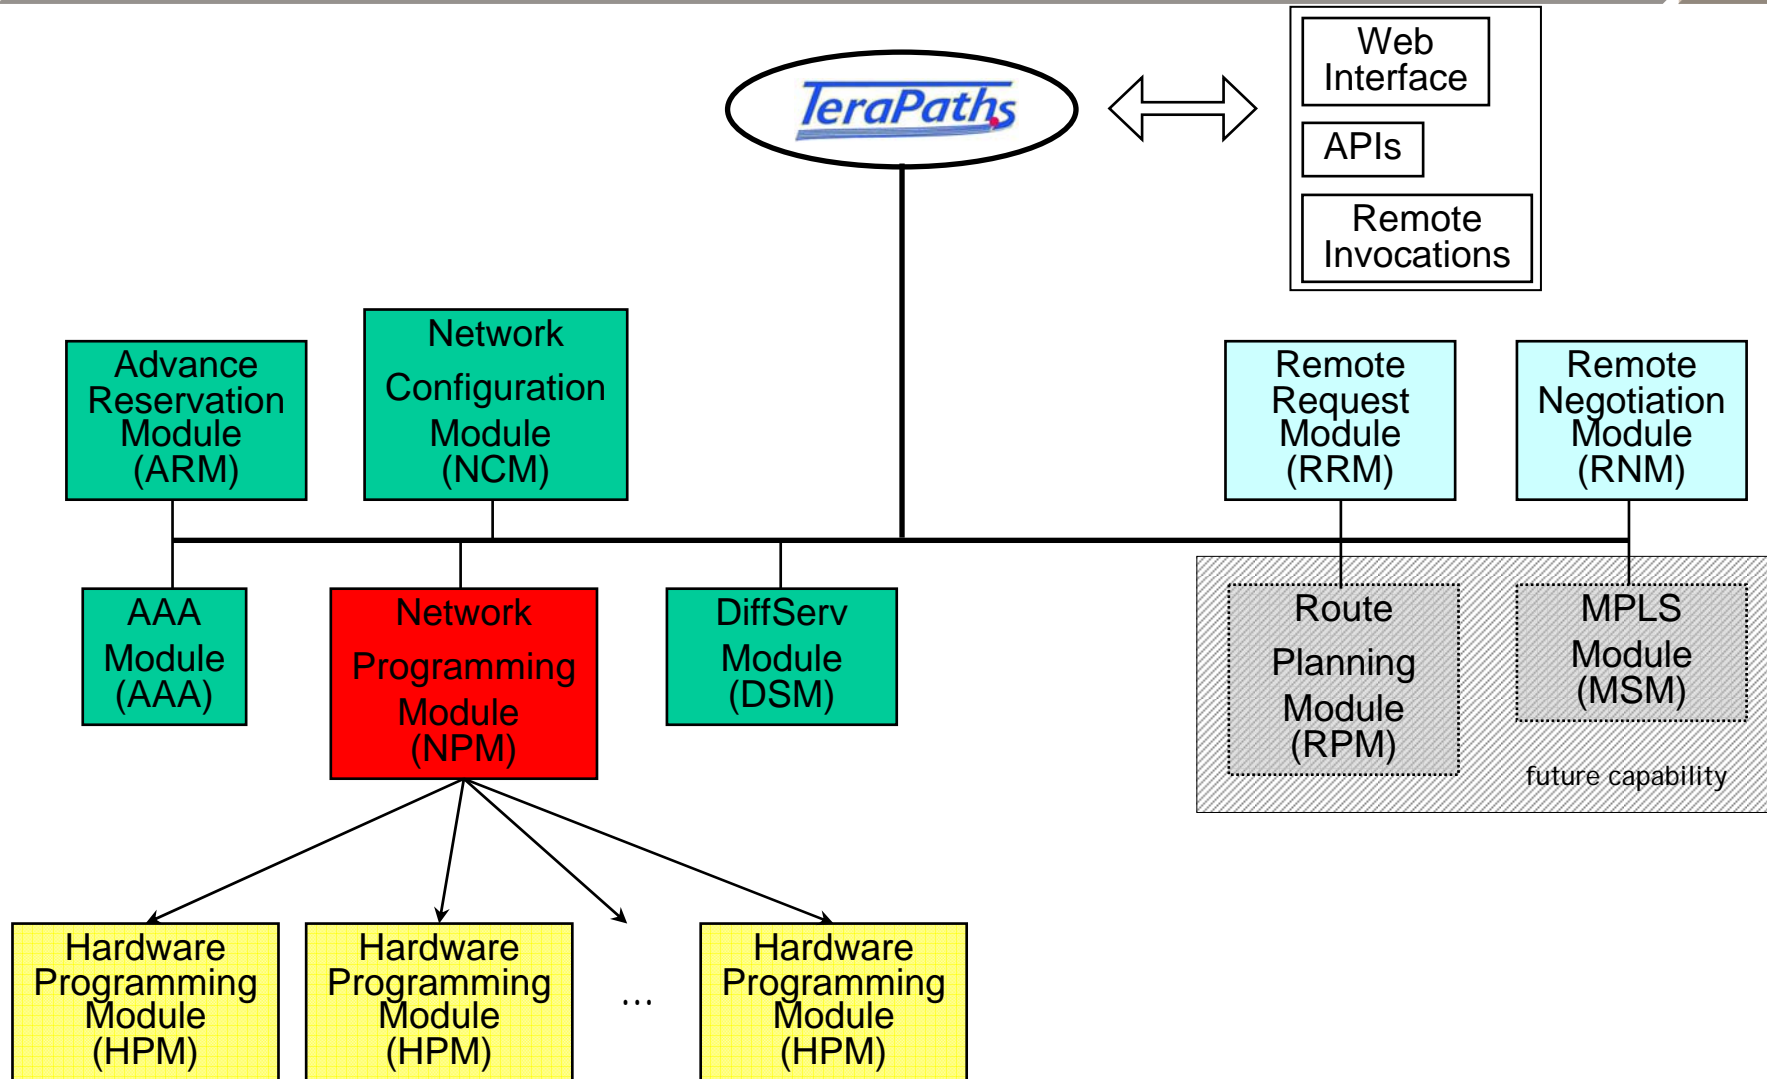 TeraPaths
Web
Interface
APIs
Remote
Invocations
Advance
Reservation
Module
(ARM)
Network
Configuration
Module
(NCM)
Remote
Request
Module
(RRM)
Remote
Negotiation
Module
(RNM)
AAA
Module
(AAA)
Network
Programming
Module
(NPM)
DiffServ
Module
(DSM)
Route
Planning
Module
(RPM)
MPLS
Module
(MSM)
future capability
Hardware
Programming
Module
(HPM)
Hardware
Programming
Module
(HPM)
...
Hardware
Programming
Module
(HPM)